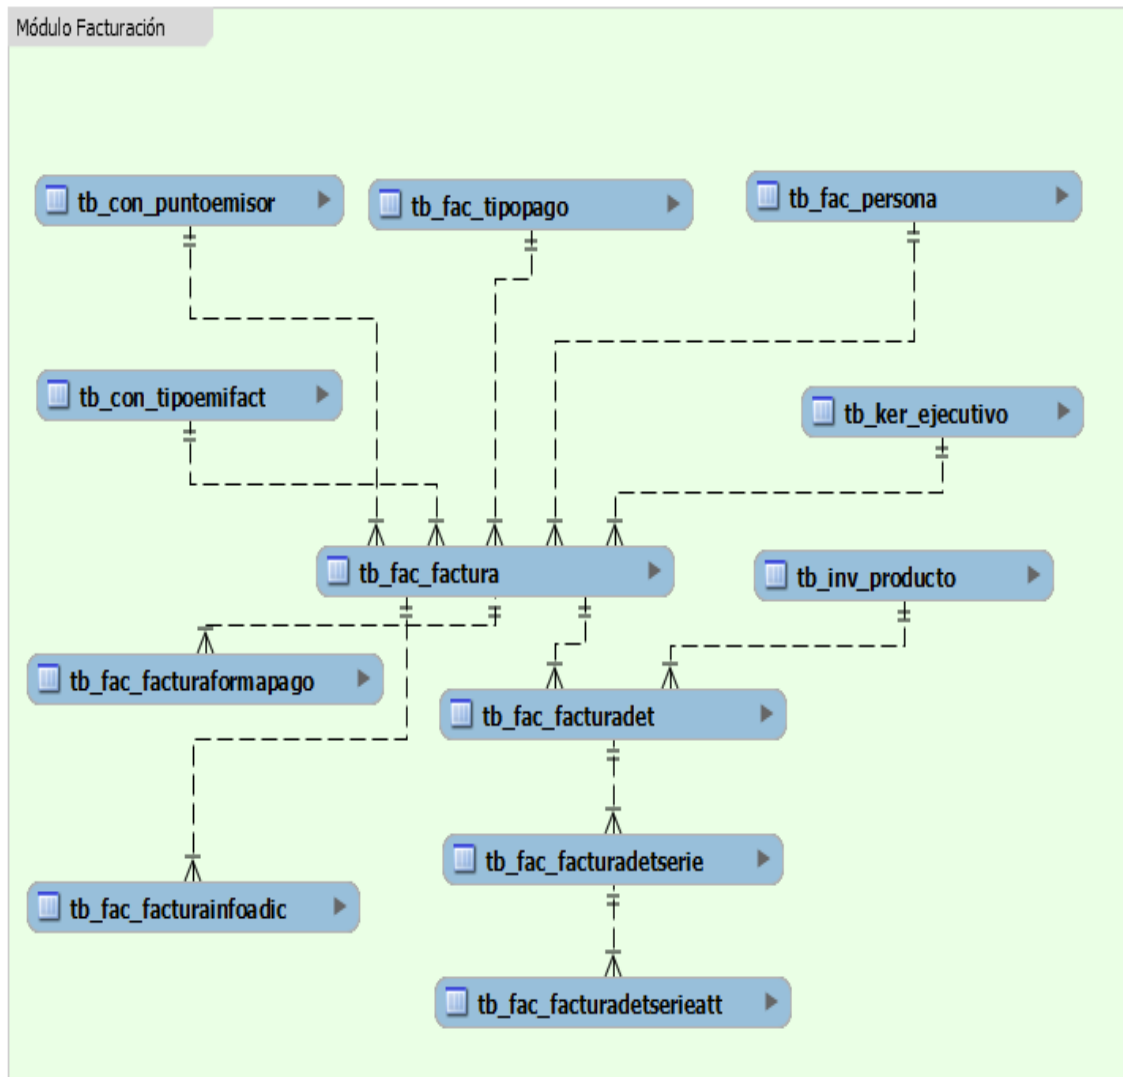 Módulo Facturación
tb_con_puntoemisor
tb_fac_tipopago
tb_fac_persona
tb_con_tipoemifact
tb_ker_ejecutivo
tb_fac_factura
tb_inv_producto
tb_fac_facturaformapago
tb_fac_facturadet
tb_fac_facturadetserie
tb_fac_facturainfoadic
tb_fac_facturadetserieatt